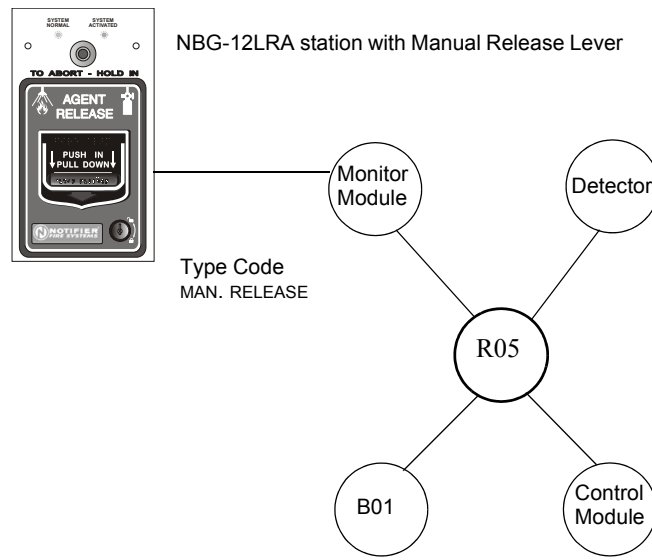 SYSTEM NORMAL
SYSTEM ACTIVATED
NBG-12LRA station with Manual Release Lever
TO ABORT - HOLD IN
AGENT
RELEASE
PUSH IN
PULL DOWN
NOTIFIER
FIRE SYSTEMS
Monitor
Module
Detector
Type Code
MAN. RELEASE
R05
B01
Control
Module